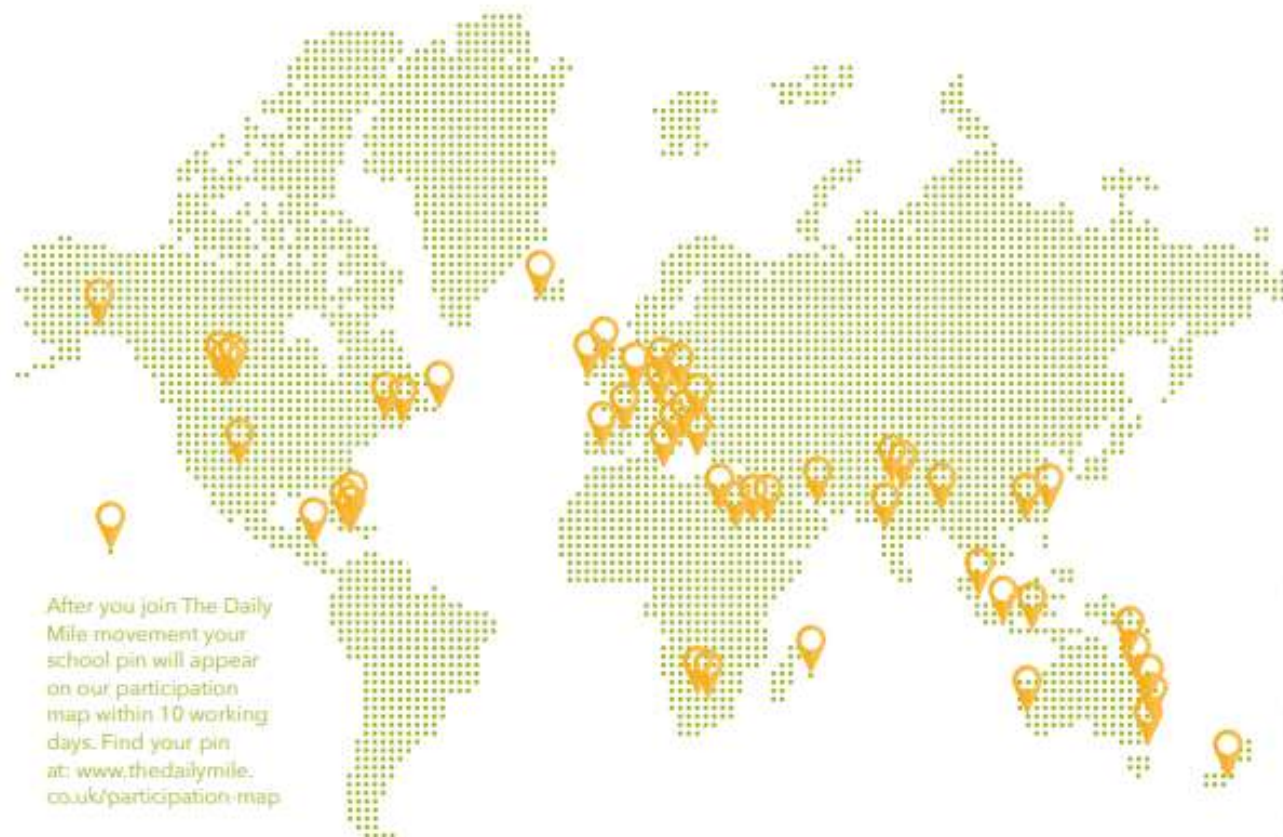 After you join The Daily
Mile movement your
school pin will appear
on our participation
map within 10 working
days. Find your pin
at: www.thedailymile.
co.uk/participation-map